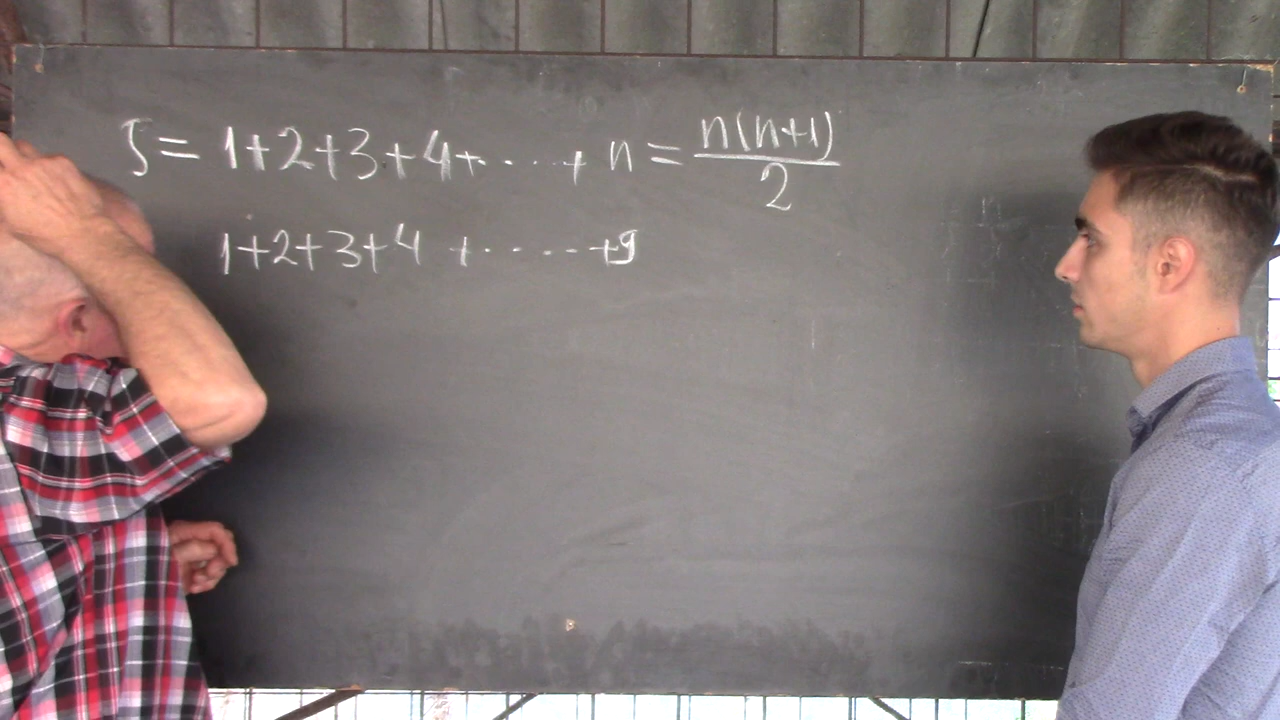 S = 1+2+3+4+.....+ n = n(n+1)/2
1+2+3+4 +.....+9